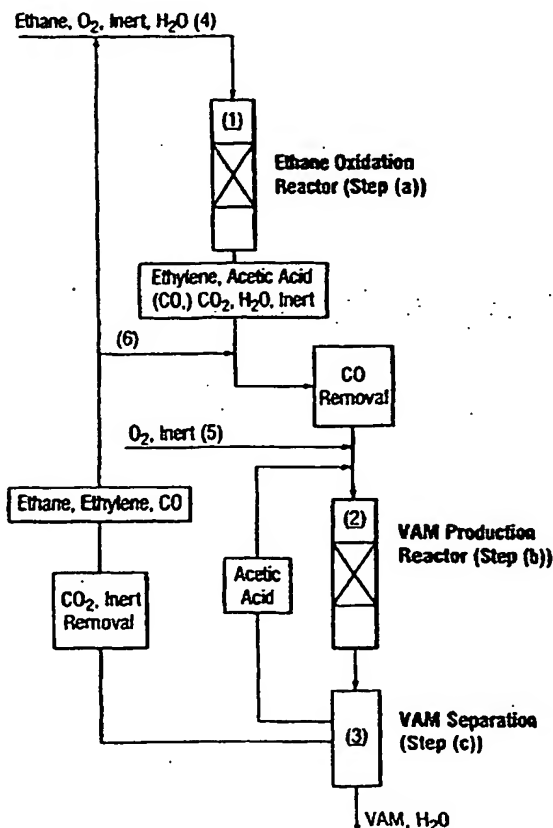 Ethane, O₂, Inert, H₂O (4)
(1)
Ethane Oxidation
Reactor (Step (a))
Ethylene, Acetic Acid
(CO,) CO₂, H₂O, Inert
(6)
CO
Removal
O₂, Inert (5)
Ethane, Ethylene, CO
(2)
VAM Production
Reactor (Step (b))
Acetic
Acid
CO₂, Inert
Removal
(3)
VAM Separation
(Step (c))
VAM, H₂O